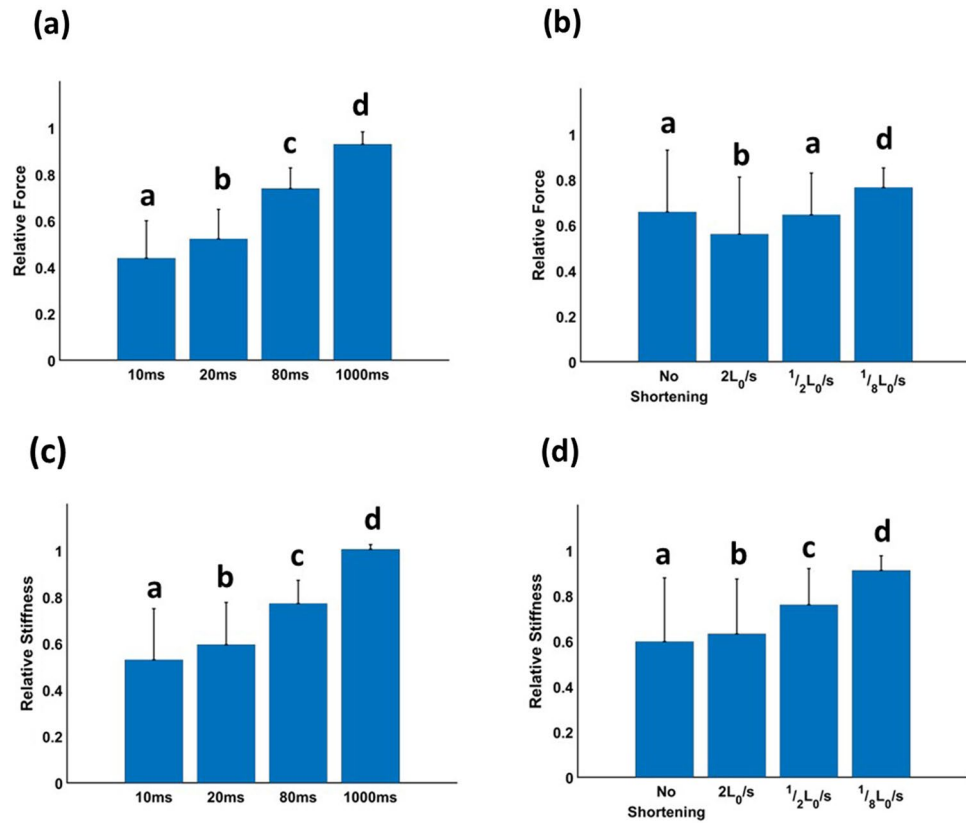 (a)
Relative Force
1
0.8
0.6
0.4
0.2
0
a
b
c
d
10ms
20ms
80ms
1000ms
(b)
Relative Force
1
0.8
0.6
0.4
0.2
0
a
b
a
d
No
Shortening
2L₀/s
¹/₂L₀/s
¹/₈L₀/s
(c)
Relative Stiffness
1
0.8
0.6
0.4
0.2
0
a
b
c
d
10ms
20ms
80ms
1000ms
(d)
Relative Stiffness
1
0.8
0.6
0.4
0.2
0
a
b
c
d
No
Shortening
2L₀/s
¹/₂L₀/s
¹/₈L₀/s